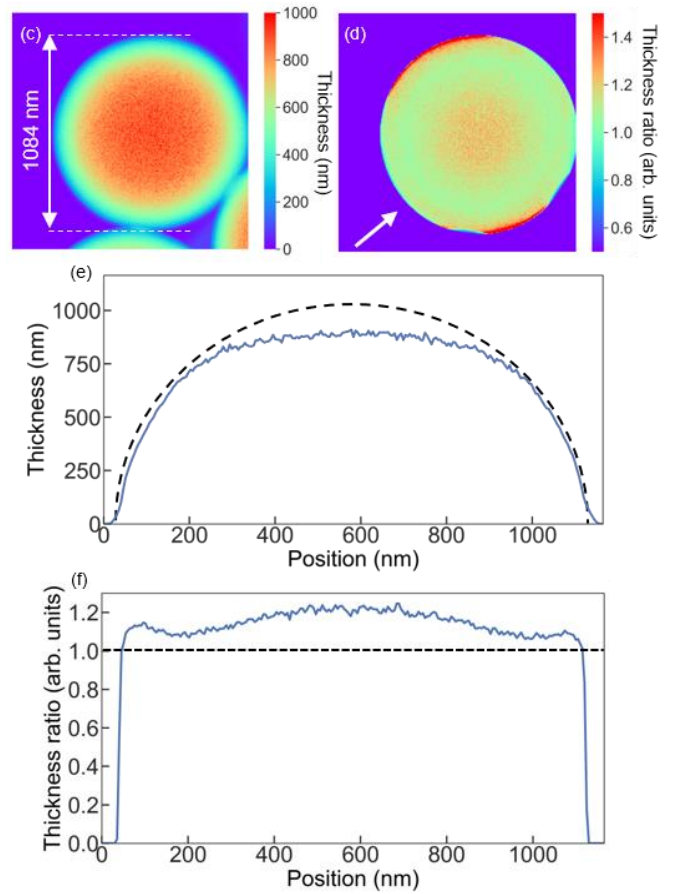 (c)
1084 nm
1000
800
600
400
200
0
Thickness (nm)
(d)
1.4
1.2
1.0
0.8
0.6
Thickness ratio (arb. units)
(e)
1000
750
500
250
0
Thickness (nm)
0 200 400 600 800 1000
Position (nm)
(f)
1.2
1.0
0.8
0.6
0.4
0.2
0.0
Thickness ratio (arb. units)
0 200 400 600 800 1000
Position (nm)